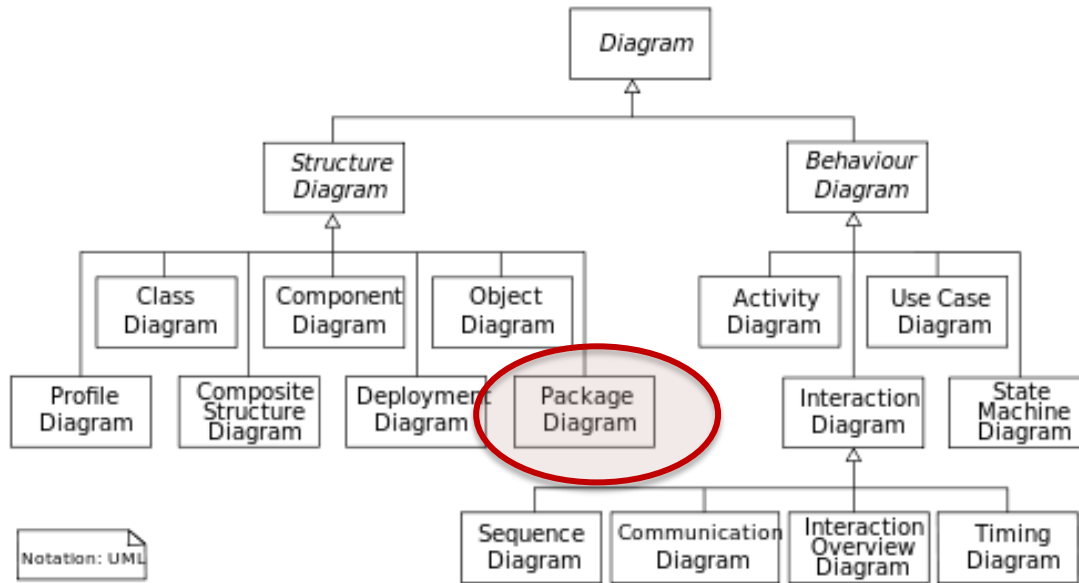 Diagram
Structure
Diagram
Behaviour
Diagram
Class
Diagram
Component
Diagram
Object
Diagram
Activity
Diagram
Use Case
Diagram
Profile
Diagram
Composite
Structure
Diagram
Deployment
Diagram
Package
Diagram
Interaction
Diagram
State
Machine
Diagram
Sequence
Diagram
Communication
Diagram
Interaction
Overview
Diagram
Timing
Diagram
Notation: UML